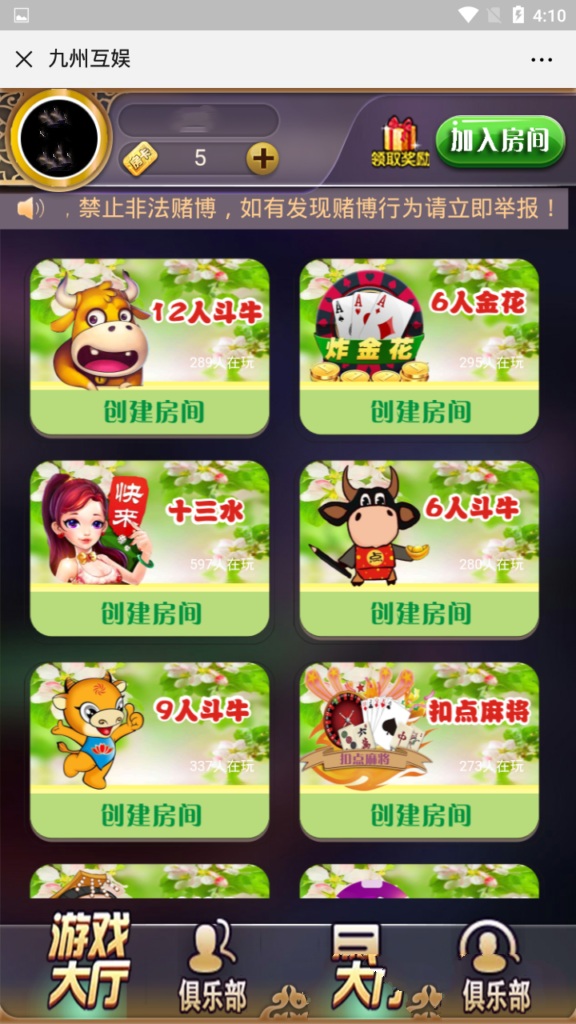 4:10
九州互娱
房卡
5
领取奖励
加入房间
，禁止非法赌博，如有发现赌博行为请立即举报！
12人斗牛
289人在玩
创建房间
6人金花
炸金花
295人在玩
创建房间
快来
十三水
597人在玩
创建房间
6人斗牛
点
280人在玩
创建房间
9人斗牛
337人在玩
创建房间
扣点麻将
扣点麻将
273人在玩
创建房间
游戏
大厅
俱乐部
大厅
俱乐部